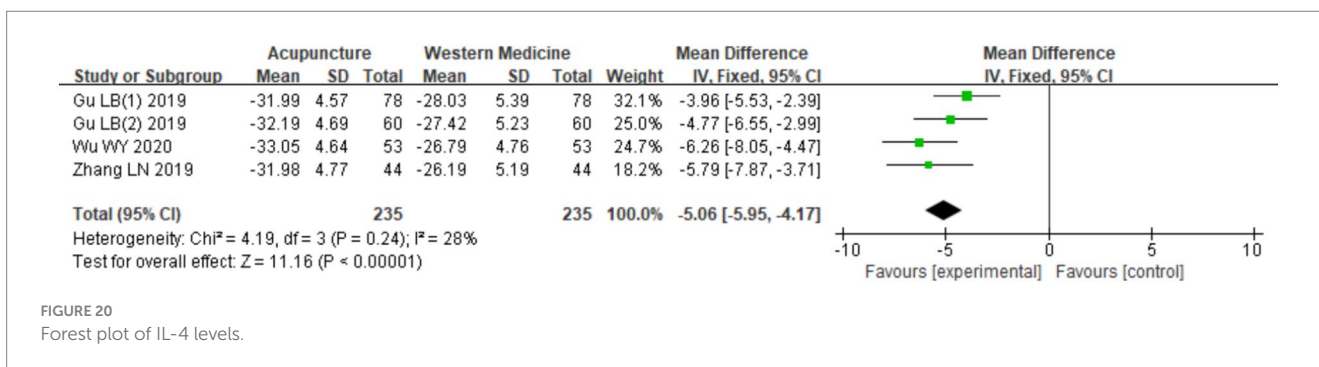 Acupuncture Western Medicine Mean Difference Mean Difference
Study or Subgroup Mean SD Total Mean SD Total Weight IV, Fixed, 95% CI IV, Fixed, 95% CI
Gu LB(1) 2019 -31.99 4.57 78 -28.03 5.39 78 32.1% -3.96 [-5.53, -2.39]
Gu LB(2) 2019 -32.19 4.69 60 -27.42 5.23 60 25.0% -4.77 [-6.55, -2.99]
Wu WY 2020 -33.05 4.64 53 -26.79 4.76 53 24.7% -6.26 [-8.05, -4.47]
Zhang LN 2019 -31.98 4.77 44 -26.19 5.19 44 18.2% -5.79 [-7.87, -3.71]
Total (95% CI) 235 235 100.0% -5.06 [-5.95, -4.17]
Heterogeneity: Chi² = 4.19, df = 3 (P = 0.24); I² = 28%
Test for overall effect: Z = 11.16 (P < 0.00001)
-10 -5 0 5 10
Favours [experimental] Favours [control]
FIGURE 20
Forest plot of IL-4 levels.